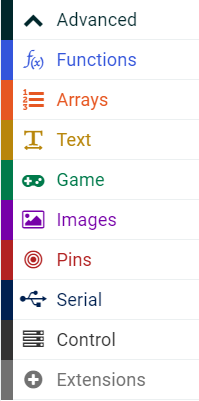 Advanced
Functions
Arrays
Text
Game
Images
Pins
Serial
Control
Extensions